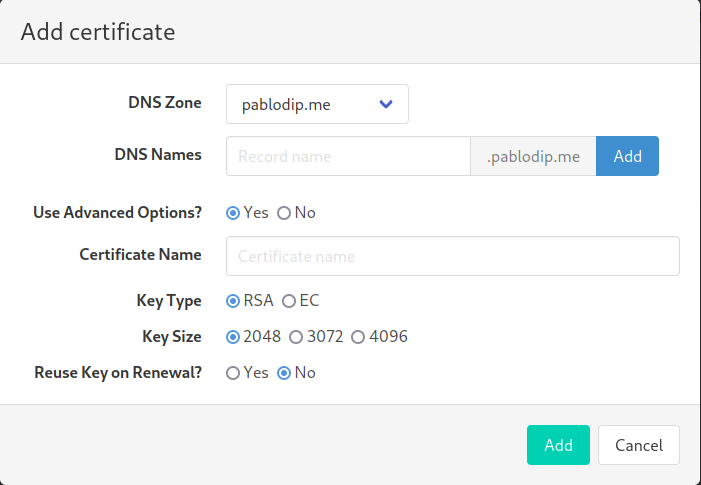 Add certificate
DNS Zone pablodip.me
DNS Names Record name .pablodip.me Add
Use Advanced Options? Yes No
Certificate Name Certificate name
Key Type RSA EC
Key Size 2048 3072 4096
Reuse Key on Renewal? Yes No
Add Cancel